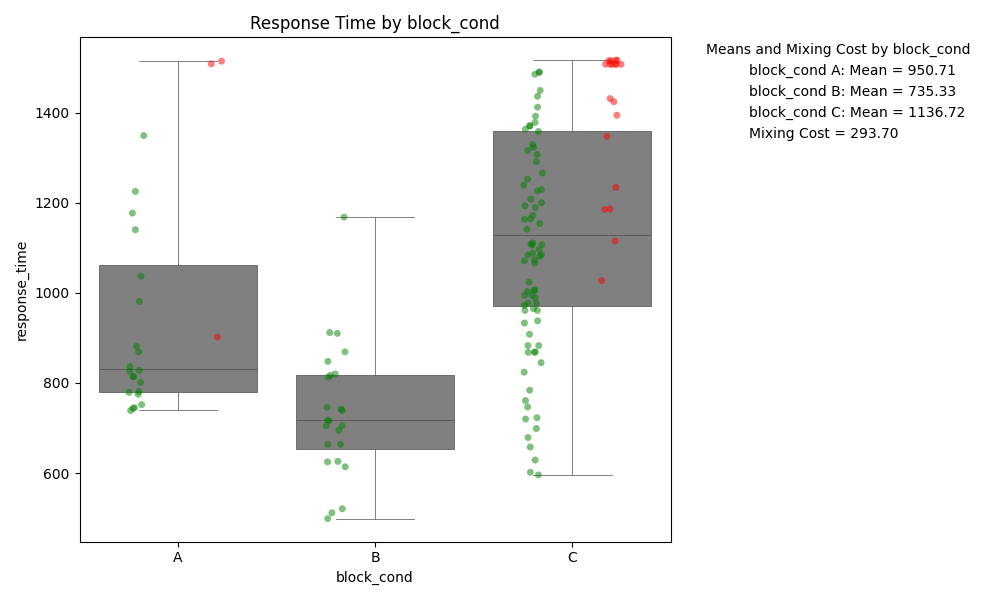 Response Time by block_cond
Means and Mixing Cost by block_cond
block_cond A: Mean = 950.71
block_cond B: Mean = 735.33
block_cond C: Mean = 1136.72
Mixing Cost = 293.70
response_time
1400
1200
1000
800
600
A
B
C
block_cond